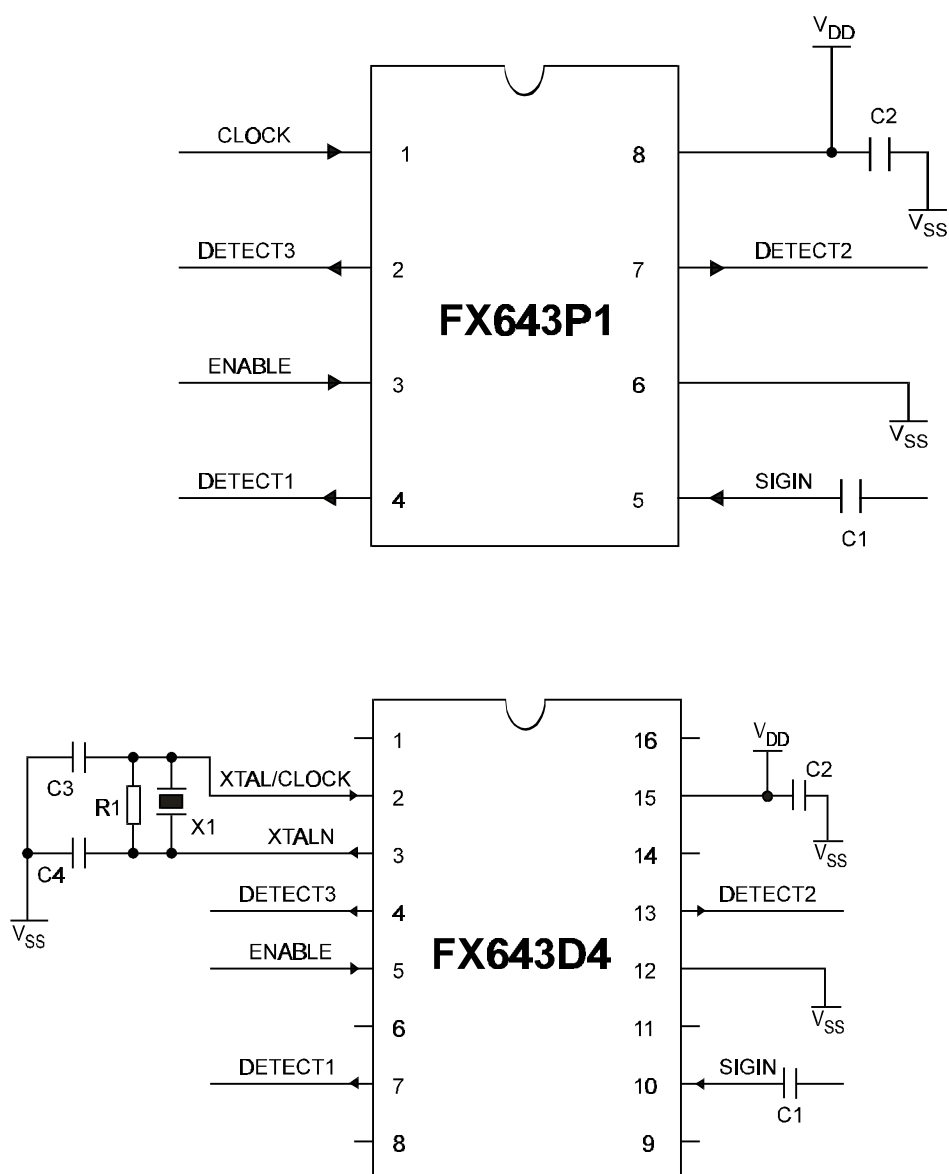 VDD
C2
CLOCK
1
8
VSS
DETECT3
2
7
DETECT2
FX643P1
ENABLE
3
6
VSS
DETECT1
4
5
SIGIN
C1
1
16
VDD
C2
C3
XTAL/CLOCK
2
15
R1
X1
XTALN
3
14
VSS
C4
DETECT3
4
13
DETECT2
VSS
ENABLE
5
FX643D4
12
6
11
VSS
DETECT1
7
10
SIGIN
C1
8
9